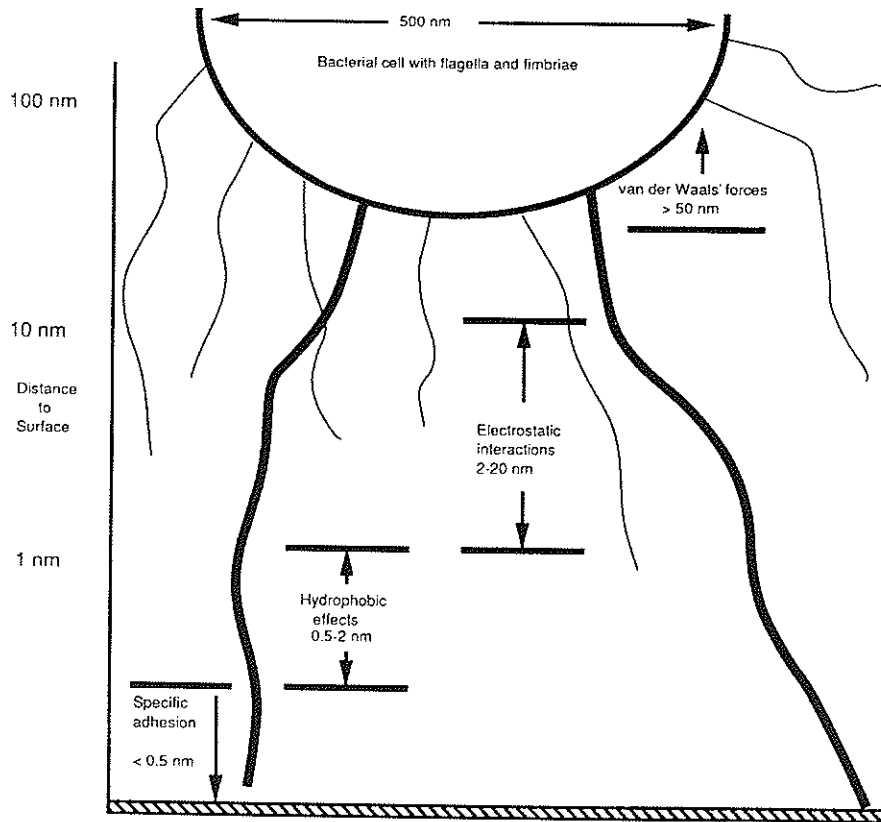 500 nm
Bacterial cell with flagella and fimbriae
100 nm
van der Waals' forces
> 50 nm
10 nm
Distance
to
Surface
Electrostatic
interactions
2-20 nm
1 nm
Hydrophobic
effects
0.5-2 nm
Specific
adhesion
< 0.5 nm